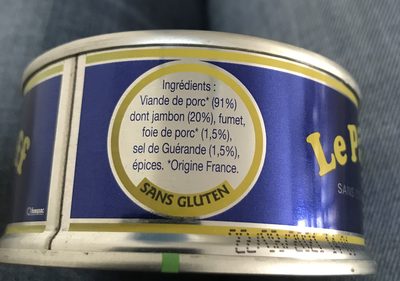 Ingrédients :
Viande de porc* (91%)
dont jambon (20%), fumet,
foie de porc* (1,5%),
sel de Guérande (1,5%),
épices. *Origine France.
SANS GLUTEN
Le P
SANS